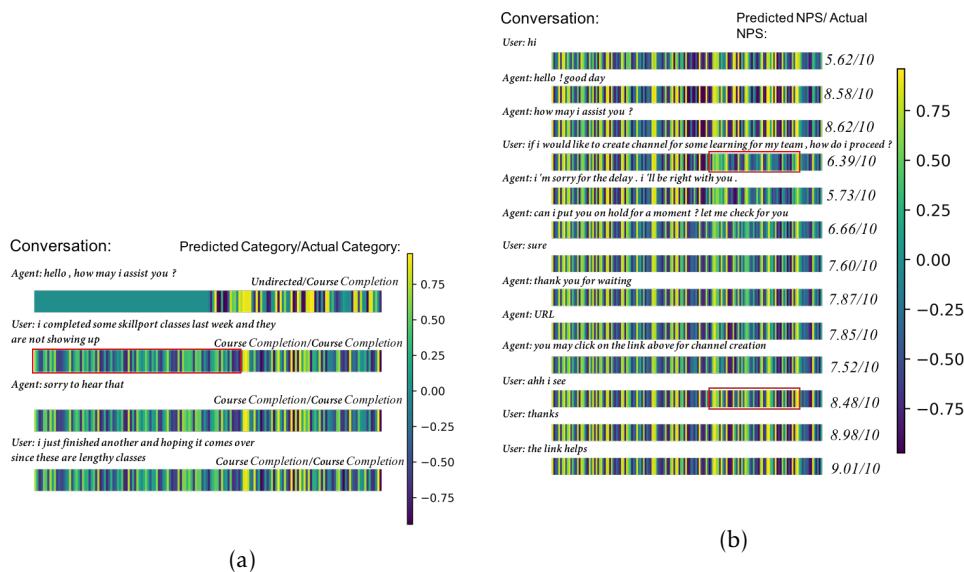 Conversation:
Predicted Category/Actual Category:
Agent: hello , how may i assist you ?
Undirected/Course Completion
User: i completed some skillport classes last week and they
are not showing up
Course Completion/Course Completion
Agent: sorry to hear that
Course Completion/Course Completion
User: i just finished another and hoping it comes over
since these are lengthy classes
Course Completion/Course Completion
0.75
0.50
0.25
0.00
−0.25
−0.50
−0.75
(a)
Conversation:
Predicted NPS/ Actual
NPS:
User: hi
5.62/10
Agent: hello ! good day
8.58/10
Agent: how may i assist you ?
8.62/10
User: if i would like to create channel for some learning for my team , how do i proceed ?
6.39/10
Agent: i 'm sorry for the delay . i 'll be right with you .
5.73/10
Agent: can i put you on hold for a moment ? let me check for you
6.66/10
User: sure
7.60/10
Agent: thank you for waiting
7.87/10
Agent: URL
7.85/10
Agent: you may click on the link above for channel creation
7.52/10
User: ahh i see
8.48/10
User: thanks
8.98/10
User: the link helps
9.01/10
0.75
0.50
0.25
0.00
−0.25
−0.50
−0.75
(b)